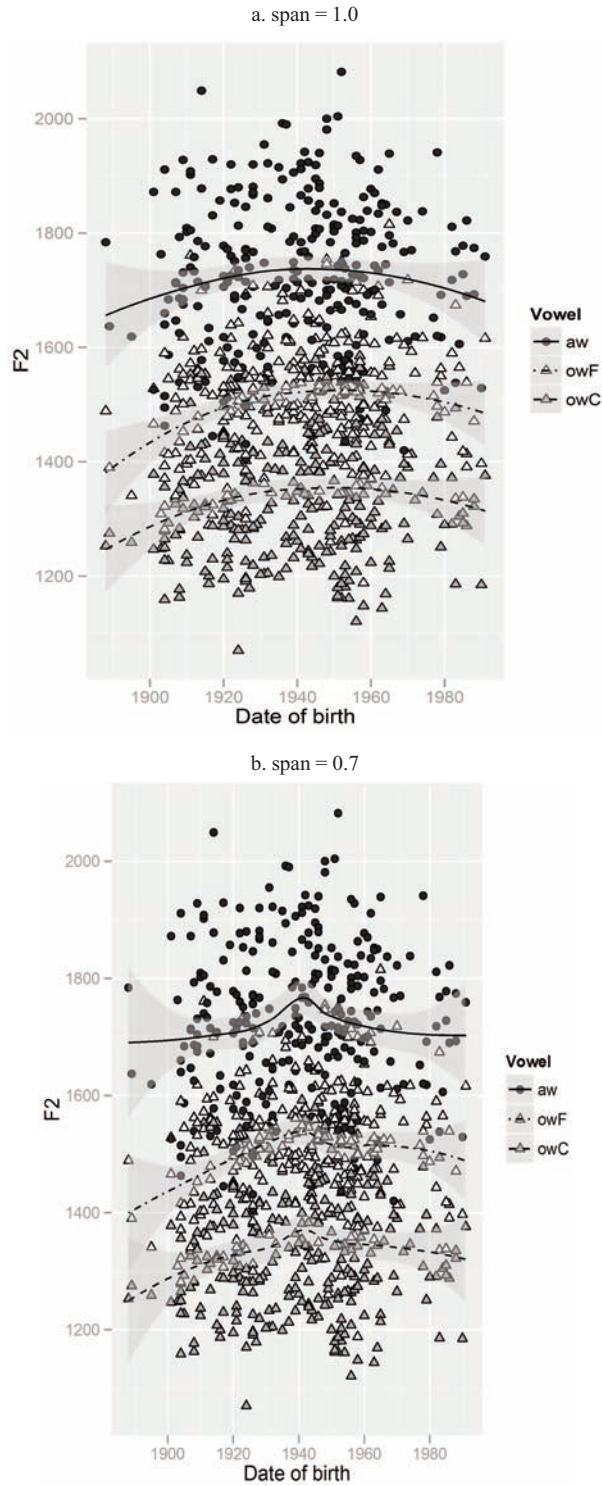 a. span = 1.0
2000
1800
1600
1400
1200
F2
1900
1920
1940
1960
1980
Date of birth
Vowel
aw
owF
owC
b. span = 0.7
2000
1800
1600
1400
1200
F2
1900
1920
1940
1960
1980
Date of birth
Vowel
aw
owF
owC